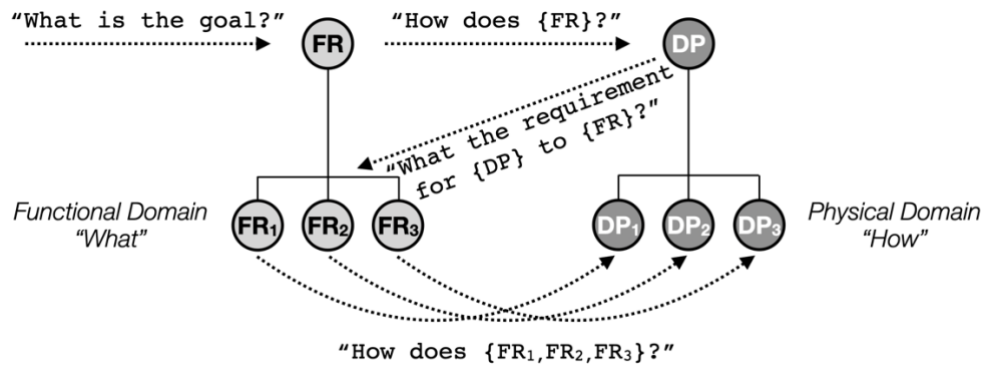 “What is the goal?”
“How does {FR}?”
FR
DP
“What the requirement
for {DP} to {FR}?”
Functional Domain
“What”
FR₁
FR₂
FR₃
DP₁
DP₂
DP₃
Physical Domain
“How”
“How does {FR₁,FR₂,FR₃}?”